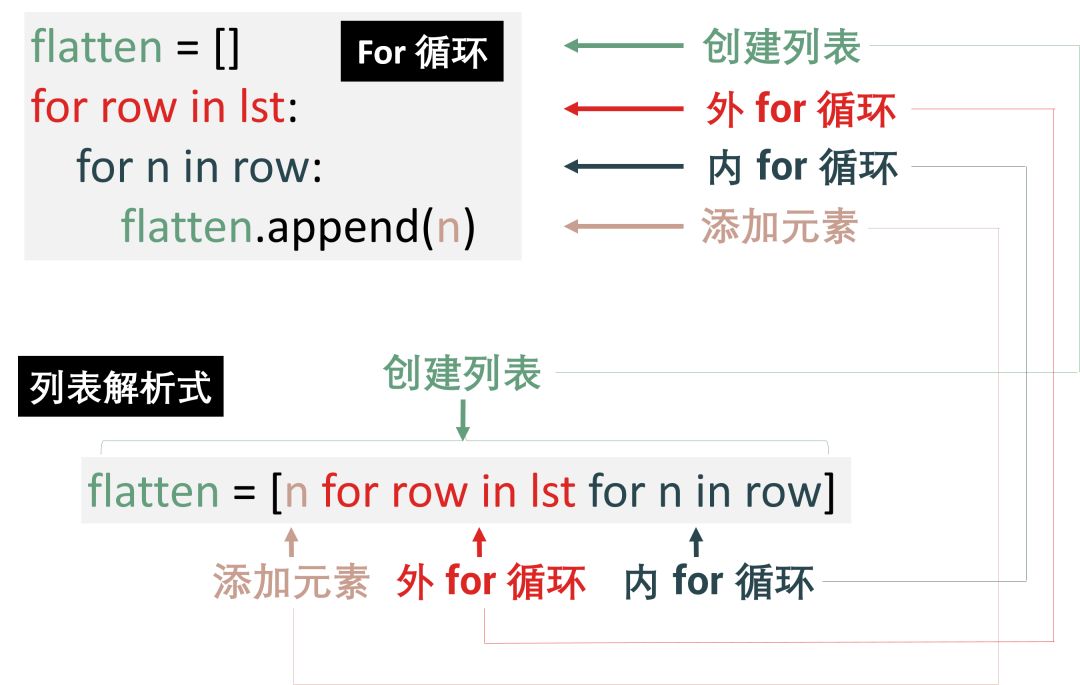 flatten = []
For 循环
创建列表
for row in lst:
外 for 循环
for n in row:
内 for 循环
flatten.append(n)
添加元素
列表解析式
创建列表
flatten = [n for row in lst for n in row]
添加元素
外 for 循环
内 for 循环